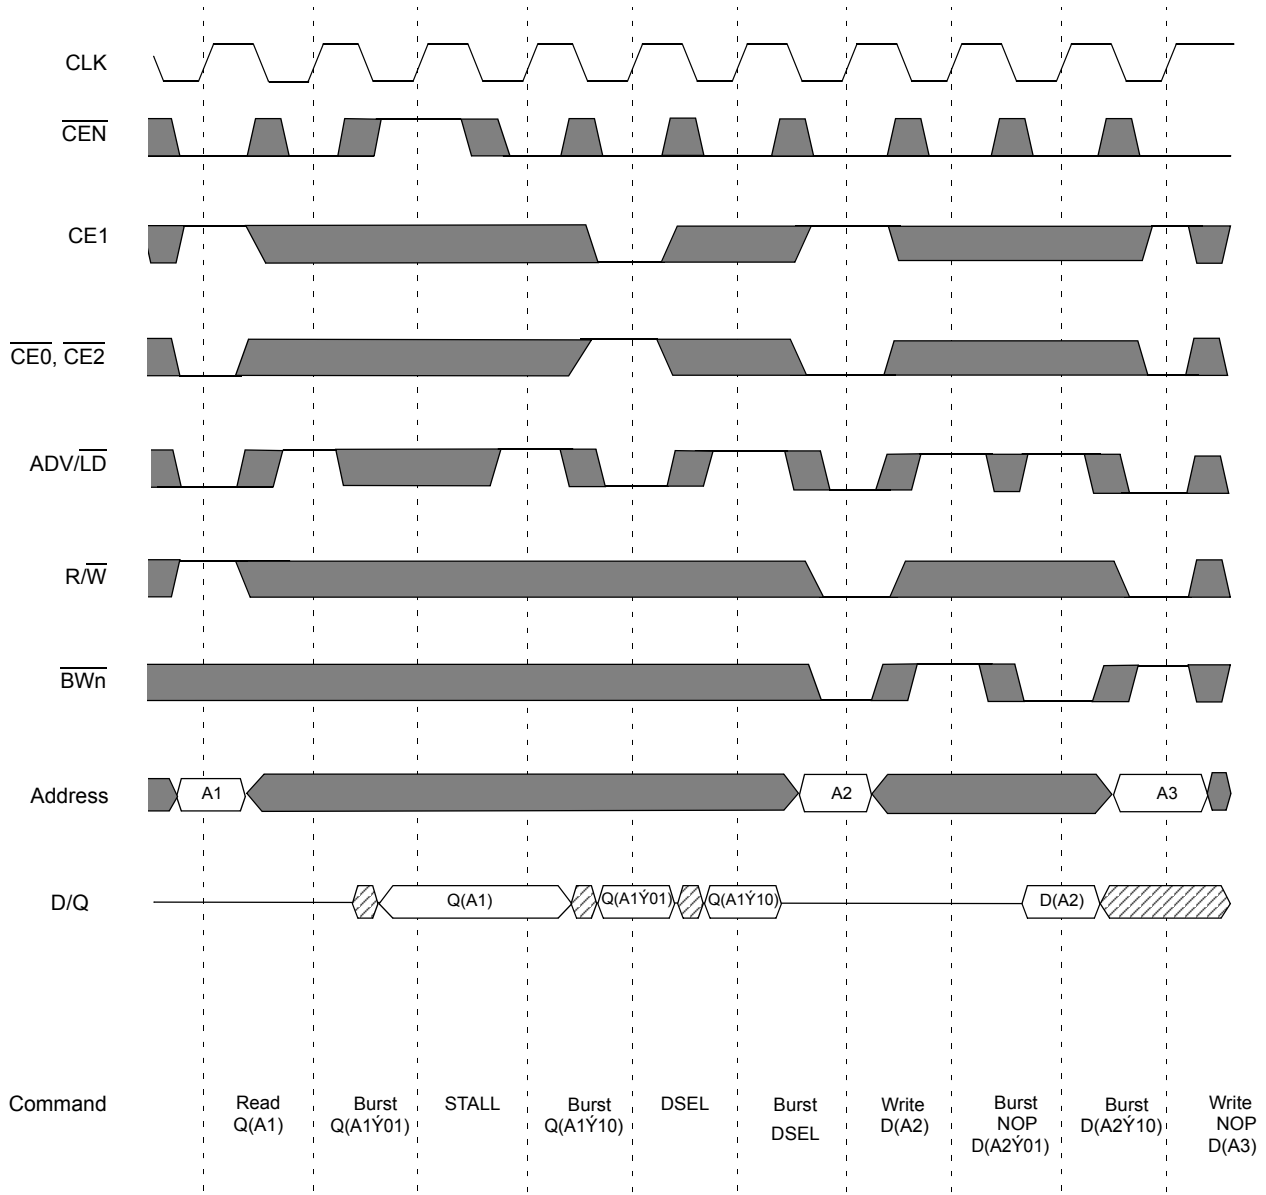 CLK
CEN
CE1
CE0, CE2
ADV/LD
R/W
BWn
Address
A1
A2
A3
D/Q
Q(A1)
Q(A1Ý01)
Q(A1Ý10)
D(A2)
Command
Read
Q(A1)
Burst
Q(A1Ý01)
STALL
Burst
Q(A1Ý10)
DSEL
Burst
DSEL
Write
D(A2)
Burst
NOP
D(A2Ý01)
Burst
D(A2Ý10)
Write
NOP
D(A3)